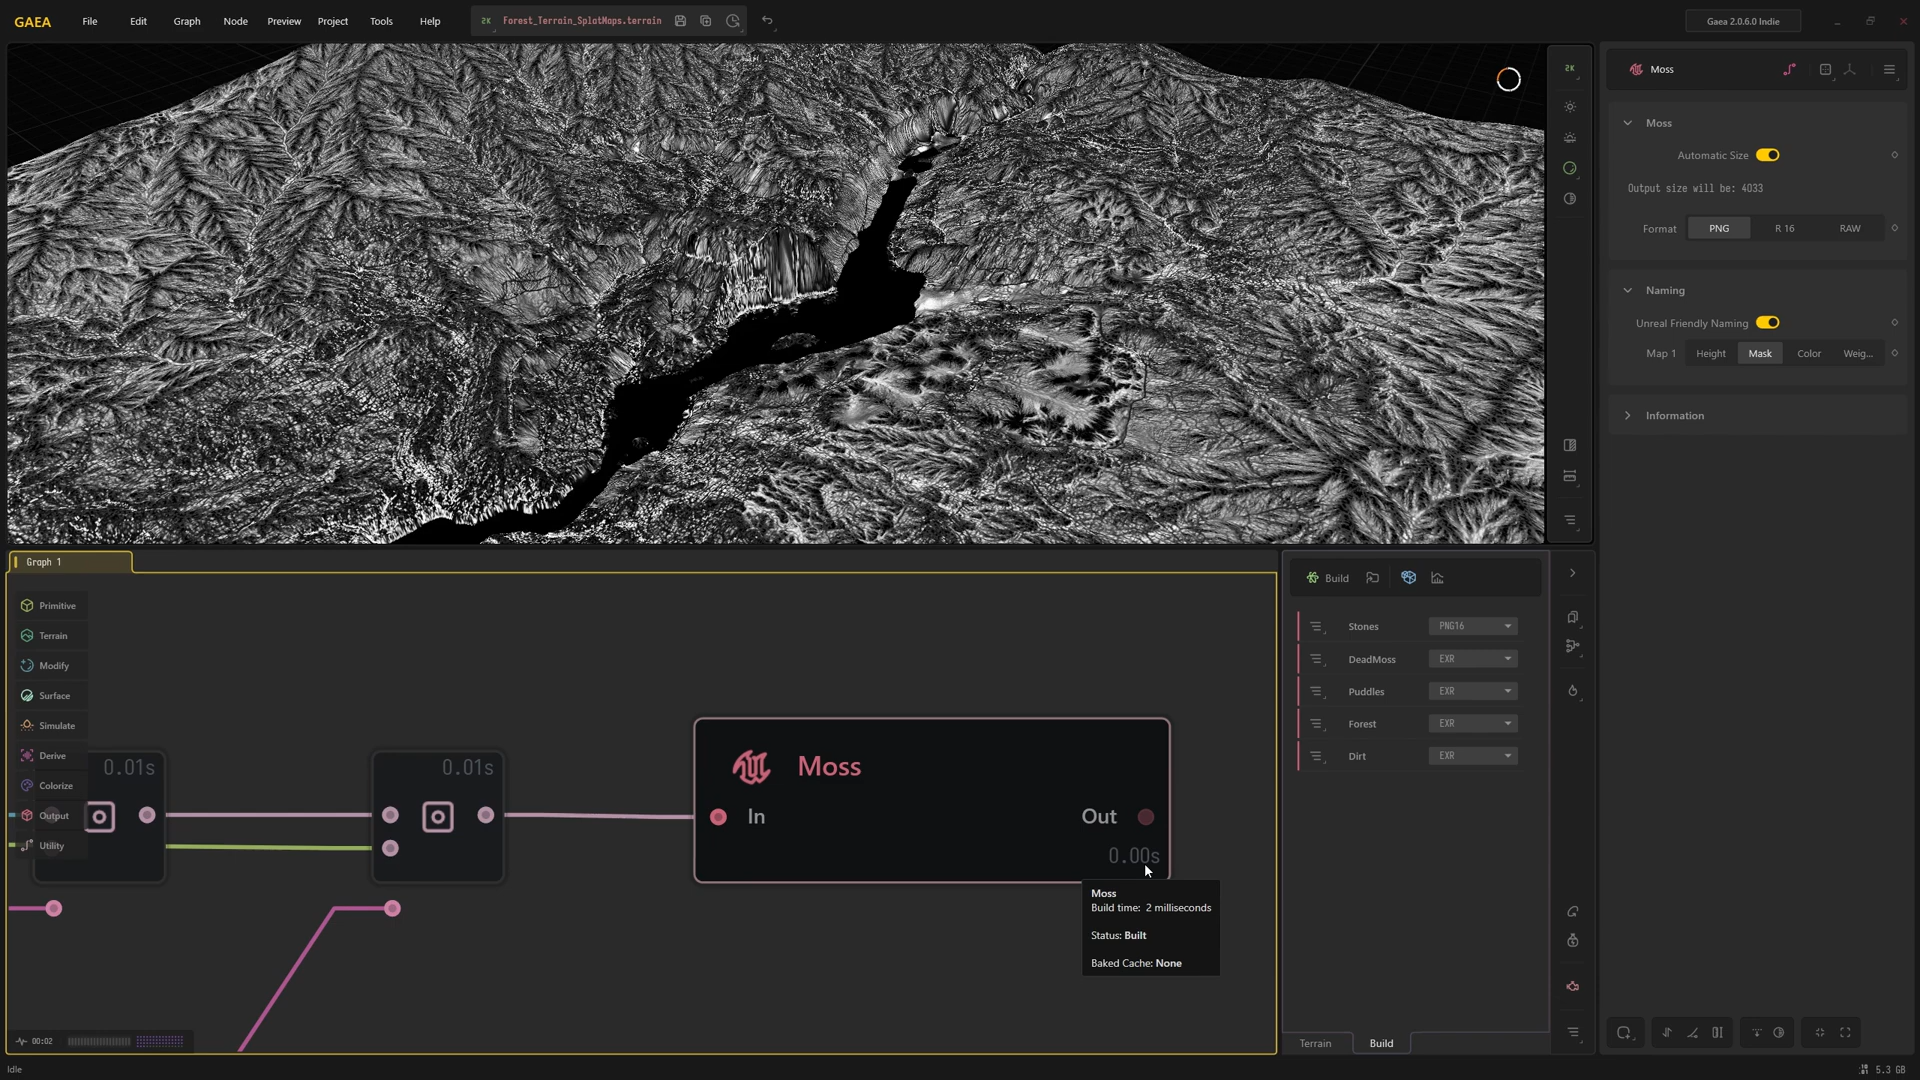 GAEA File Edit Graph Node Preview Project Tools Help 2K Forest_Terrain_SplatMaps.terrain Gaea 2.0.6.0 Indie
2K
Moss
Moss
Automatic Size
Output size will be: 4033
Format PNG R 16 RAW
Naming
Unreal Friendly Naming
Map 1 Height Mask Color Weig...
Information
Graph 1
Primitive
Terrain
Modify
Surface
Simulate
Derive
Colorize
Output
Utility
0.01s
0.01s
Moss
In Out
0.00s
Moss
Build time: 2 milliseconds
Status: Built
Baked Cache: None
00:02
Build
Stones PNG16
DeadMoss EXR
Puddles EXR
Forest EXR
Dirt EXR
Terrain Build
Idle
5.3 GB